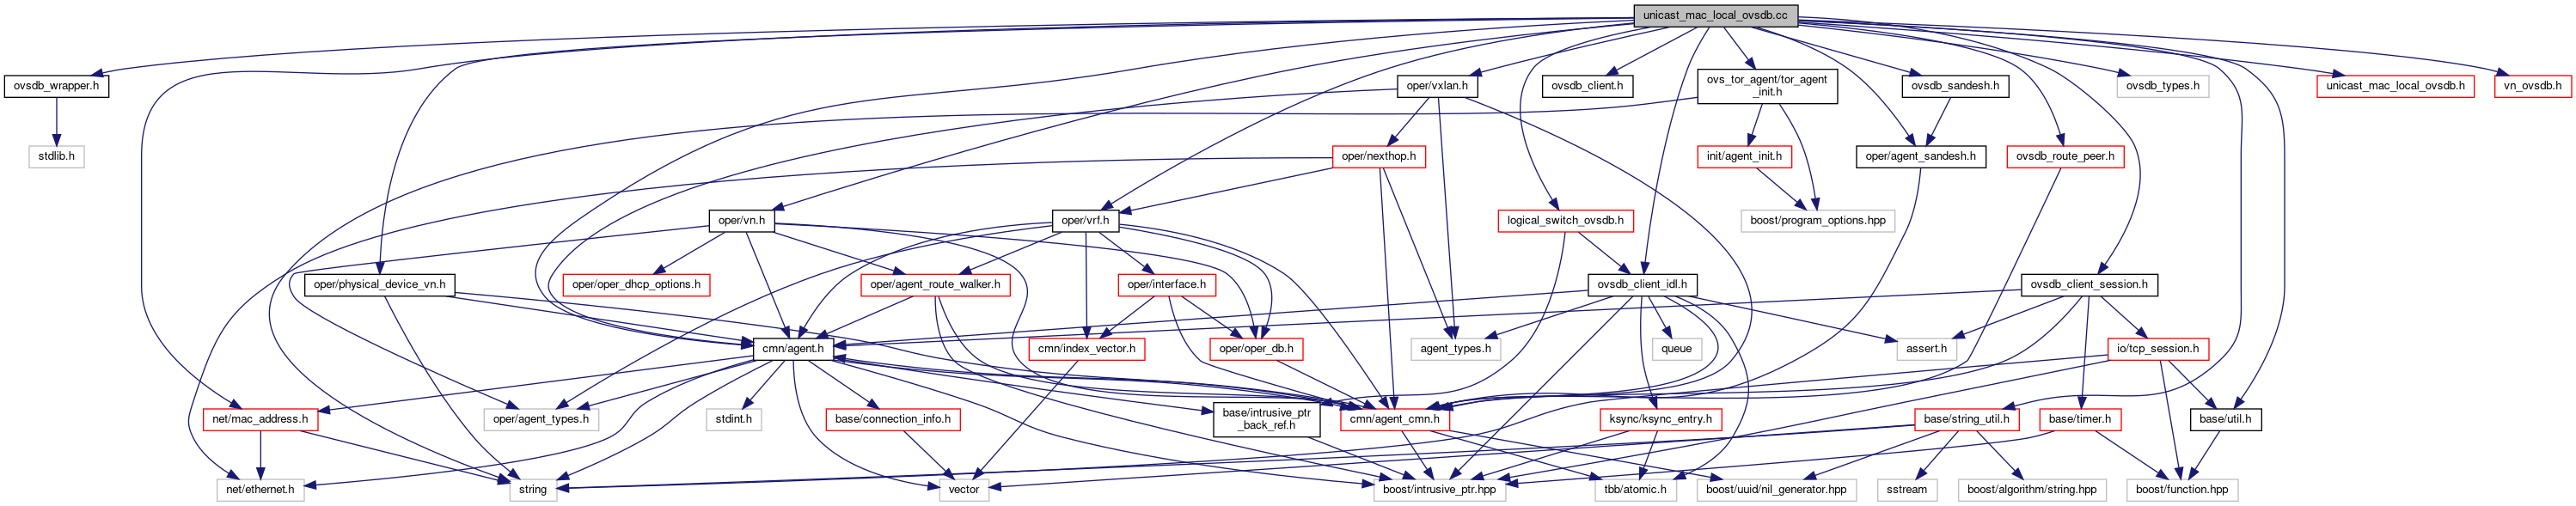 unicast_mac_local_ovsdb.cc
ovsdb_wrapper.h
oper/vxlan.h
ovsdb_client.h
ovs_tor_agent/tor_agent
_init.h
ovsdb_sandesh.h
ovsdb_types.h
unicast_mac_local_ovsdb.h
vn_ovsdb.h
stdlib.h
oper/nexthop.h
init/agent_init.h
oper/agent_sandesh.h
ovsdb_route_peer.h
oper/vn.h
oper/vrf.h
logical_switch_ovsdb.h
boost/program_options.hpp
oper/physical_device_vn.h
oper/oper_dhcp_options.h
oper/agent_route_walker.h
oper/interface.h
ovsdb_client_idl.h
ovsdb_client_session.h
cmn/agent.h
cmn/index_vector.h
oper/oper_db.h
agent_types.h
queue
assert.h
io/tcp_session.h
net/mac_address.h
oper/agent_types.h
stdint.h
base/connection_info.h
base/intrusive_ptr
_back_ref.h
cmn/agent_cmn.h
ksync/ksync_entry.h
base/string_util.h
base/timer.h
base/util.h
net/ethernet.h
string
vector
boost/intrusive_ptr.hpp
tbb/atomic.h
boost/uuid/nil_generator.hpp
sstream
boost/algorithm/string.hpp
boost/function.hpp